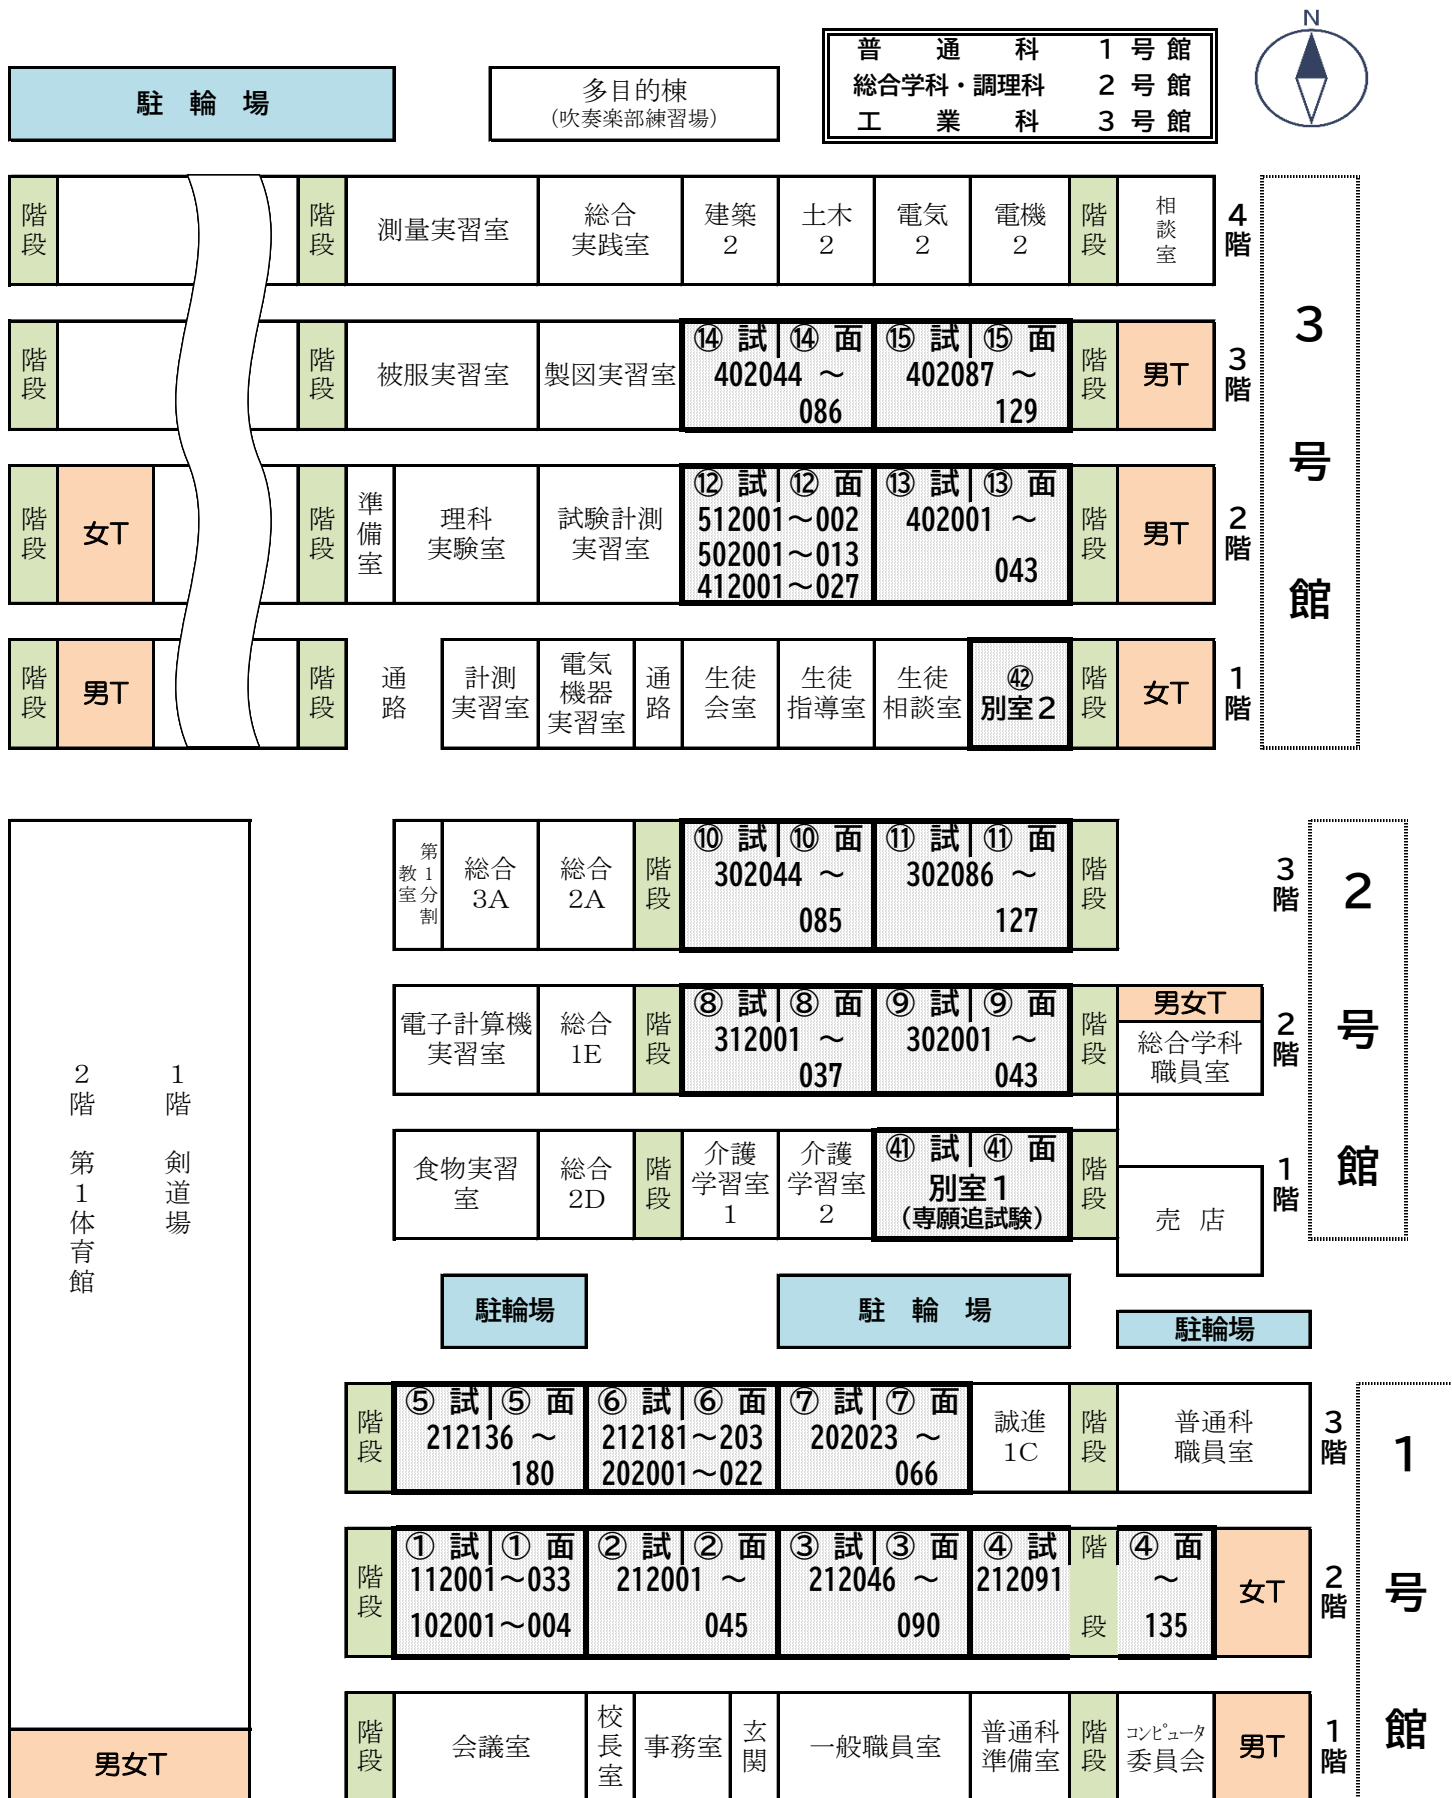 N
普 通 科 1 号 館
総合学科・調理科 2 号 館
工 業 科 3 号 館
駐 輪 場
多目的棟
(吹奏楽部練習場)
階段
階段
測量実習室
総合
実践室
建築
2
土木
2
電気
2
電機
2
階段
相談室
4階
階段
階段
被服実習室
製図実習室
⑭ 試 ⑭ 面
402044 ～
086
⑮ 試 ⑮ 面
402087 ～
129
階段
男T
3階
階段
女T
階段
準備室
理科
実験室
試験計測
実習室
⑫ 試 ⑫ 面
512001～002
502001～013
412001～027
⑬ 試 ⑬ 面
402001 ～
043
階段
男T
2階
階段
男T
階段
通路
計測
実習室
電気
機器
実習室
通路
生徒
会室
生徒
指導室
生徒
相談室
㊷
別室２
階段
女T
1階
3号館
2階 第1体育館
1階 剣道場
男女T
第1分割
教室
総合
3A
総合
2A
階段
⑩ 試 ⑩ 面
302044 ～
085
⑪ 試 ⑪ 面
302086 ～
127
階段
3階
電子計算機
実習室
総合
1E
階段
⑧ 試 ⑧ 面
312001 ～
037
⑨ 試 ⑨ 面
302001 ～
043
階段
男女T
総合学科
職員室
2階
食物実習
室
総合
2D
階段
介護
学習室
1
介護
学習室
2
㊶ 試 ㊶ 面
別室１
（専願追試験）
階段
売 店
1階
2号館
駐輪場
駐 輪 場
駐輪場
階段
⑤ 試 ⑤ 面
212136 ～
180
⑥ 試 ⑥ 面
212181～203
202001～022
⑦ 試 ⑦ 面
202023 ～
066
誠進
1C
階段
普通科
職員室
3階
階段
① 試 ① 面
112001～033
102001～004
② 試 ② 面
212001 ～
045
③ 試 ③ 面
212046 ～
090
④ 試
212091
階段
④ 面
～
135
女T
2階
階段
会議室
校長室
事務室
玄関
一般職員室
普通科
準備室
階段
コンピュータ
委員会
男T
1階
1号館